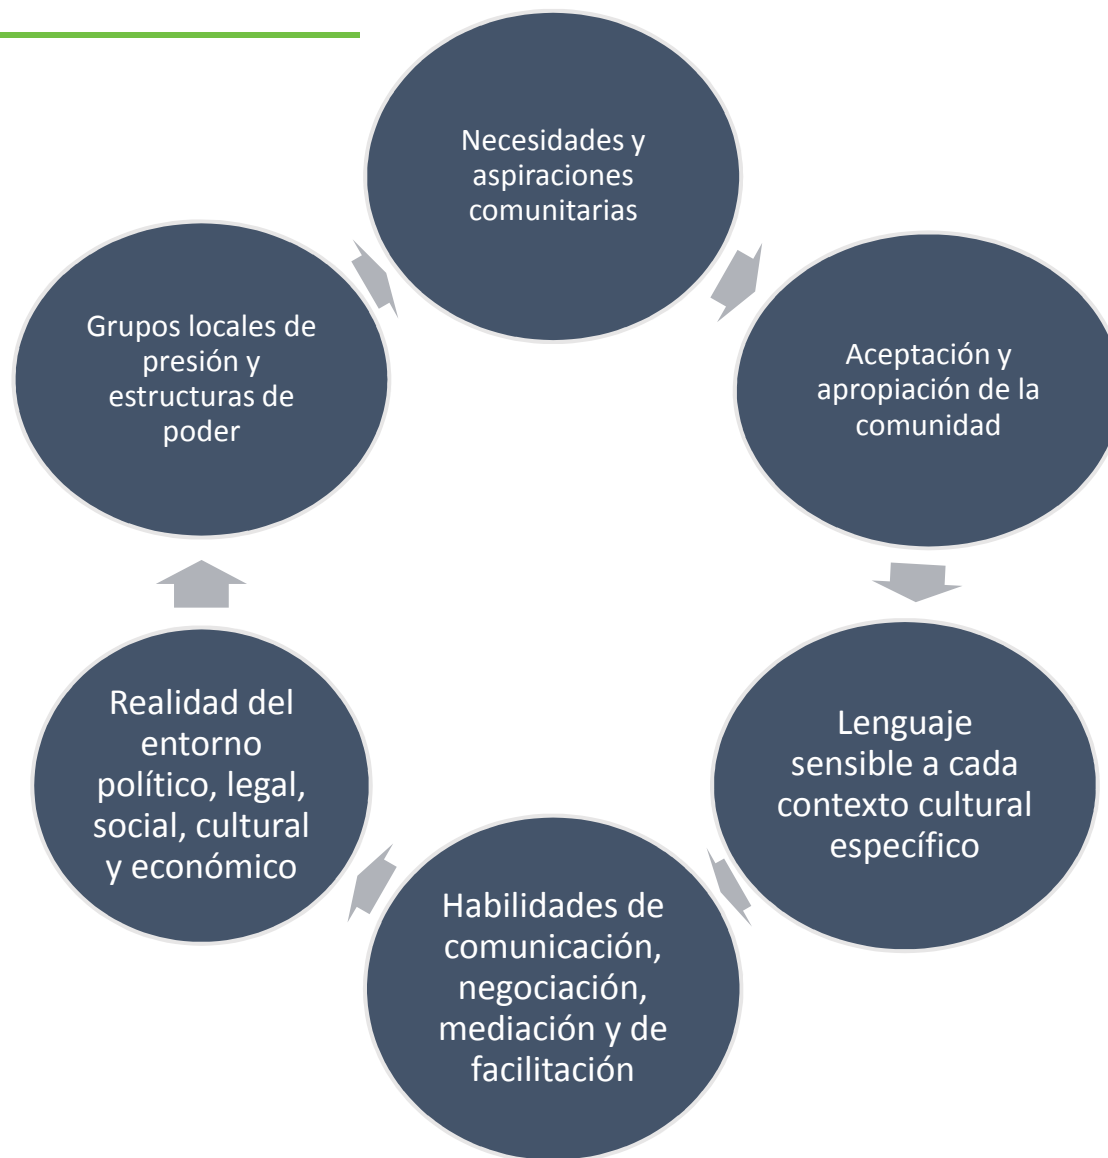 Necesidades y
aspiraciones
comunitarias
Aceptación y
apropiación de la
comunidad
Lenguaje
sensible a cada
contexto cultural
específico
Habilidades de
comunicación,
negociación,
mediación y de
facilitación
Realidad del
entorno
político, legal,
social, cultural
y económico
Grupos locales de
presión y
estructuras de
poder